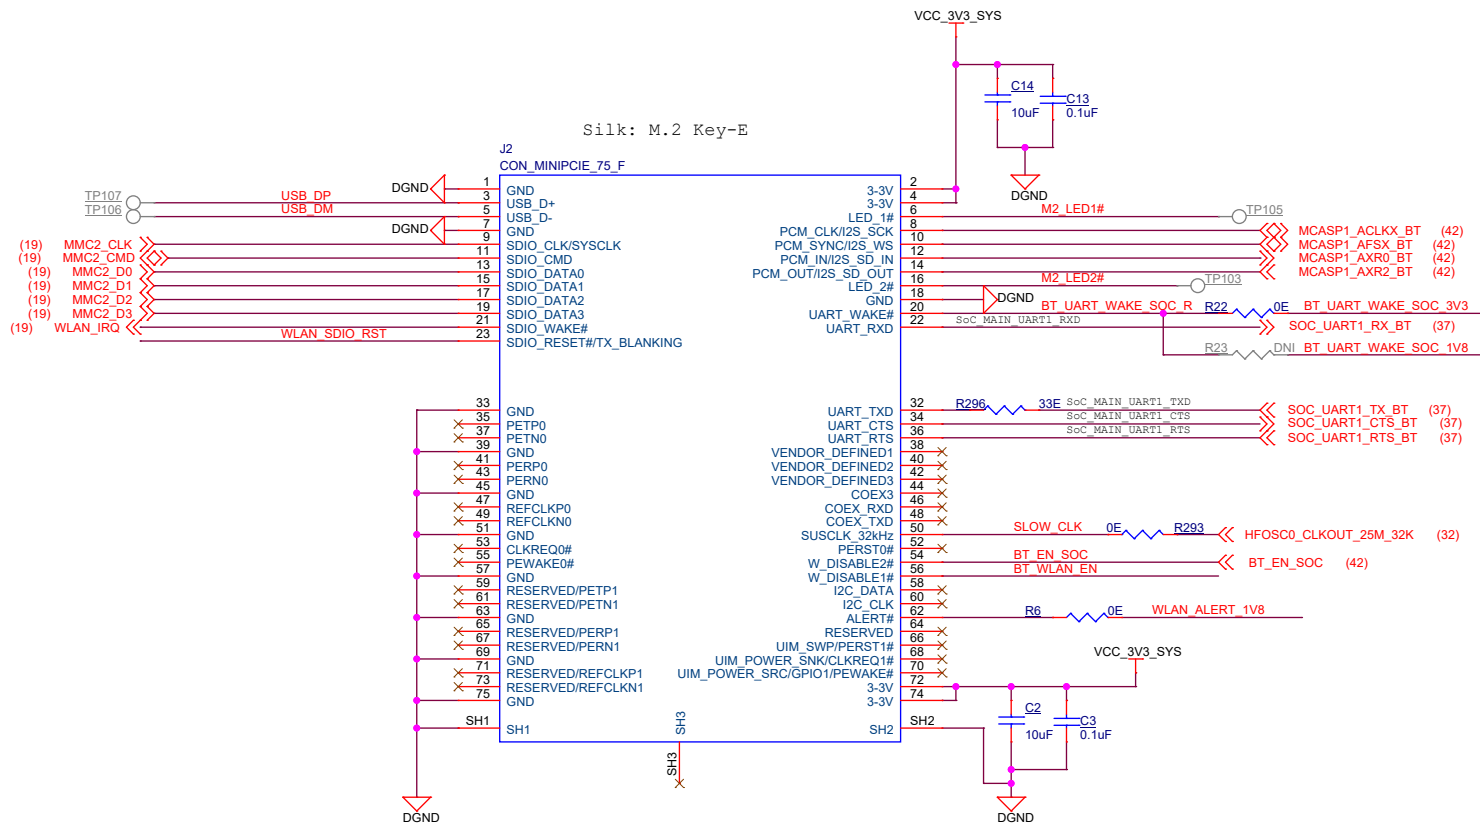 VCC_3V3_SYS
C14
10uF
C13
0.1uF
DGND
Silk: M.2 Key-E
J2
CON_MINIPCIE_75_F
DGND 1 GND 3-3V 2
TP107 USB_DP 3 USB_D+ 3-3V 4
TP106 USB_DM 5 USB_D- LED_1# 6 M2_LED1# TP105
DGND 7 GND PCM_CLK/I2S_SCK 8 MCASP1_ACLKX_BT (42)
(19) MMC2_CLK 9 SDIO_CLK/SYSCLK PCM_SYNC/I2S_WS 10 MCASP1_AFSX_BT (42)
(19) MMC2_CMD 11 SDIO_CMD PCM_IN/I2S_SD_IN 12 MCASP1_AXR0_BT (42)
(19) MMC2_D0 13 SDIO_DATA0 PCM_OUT/I2S_SD_OUT 14 MCASP1_AXR2_BT (42)
(19) MMC2_D1 15 SDIO_DATA1 LED_2# 16 M2_LED2# TP103
(19) MMC2_D2 17 SDIO_DATA2 GND 18 DGND
(19) MMC2_D3 19 SDIO_DATA3 UART_WAKE# 20 BT_UART_WAKE_SOC_R R22 0E BT_UART_WAKE_SOC_3V3
(19) WLAN_IRQ 21 SDIO_WAKE# UART_RXD 22 SoC_MAIN_UART1_RXD SOC_UART1_RX_BT (37)
WLAN_SDIO_RST 23 SDIO_RESET#/TX_BLANKING
R23 DNI BT_UART_WAKE_SOC_1V8
33 GND UART_TXD 32 R296 33E SoC_MAIN_UART1_TXD SOC_UART1_TX_BT (37)
35 PETP0 UART_CTS 34 SoC_MAIN_UART1_CTS SOC_UART1_CTS_BT (37)
37 PETN0 UART_RTS 36 SoC_MAIN_UART1_RTS SOC_UART1_RTS_BT (37)
39 GND VENDOR_DEFINED1 38
41 PERP0 VENDOR_DEFINED2 40
43 PERN0 VENDOR_DEFINED3 42
45 GND COEX3 44
47 REFCLKP0 COEX_RXD 46
49 REFCLKN0 COEX_TXD 48
51 GND SUSCLK_32kHz 50 SLOW_CLK 0E R293 HFOSC0_CLKOUT_25M_32K (32)
53 CLKREQ0# PERST0# 52
55 PEWAKE0# W_DISABLE2# 54 BT_EN_SOC BT_EN_SOC (42)
57 GND W_DISABLE1# 56 BT_WLAN_EN
59 RESERVED/PETP1 I2C_DATA 58
61 RESERVED/PETN1 I2C_CLK 60
63 GND ALERT# 62 R6 0E WLAN_ALERT_1V8
65 RESERVED/PERP1 RESERVED 64
67 RESERVED/PERN1 UIM_SWP/PERST1# 66
69 GND UIM_POWER_SNK/CLKREQ1# 68
71 RESERVED/REFCLKP1 UIM_POWER_SRC/GPIO1/PEWAKE# 70
73 RESERVED/REFCLKN1 3-3V 72
75 GND 3-3V 74
VCC_3V3_SYS
C2
10uF
C3
0.1uF
SH1 SH1 SH3 SH2 SH2
SH3
DGND
DGND